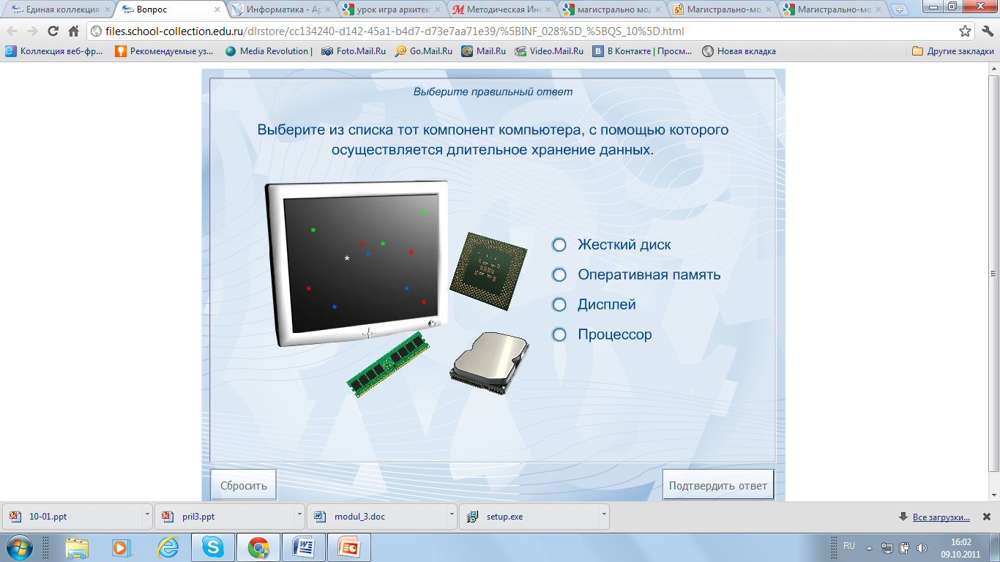 Единая коллекция
Вопрос
Информатика - Ар
урок игра архитект
Методическая Инс
магистрально мод
Магистрально-мод
Магистрально-мо
files.school-collection.edu.ru/dlrstore/cc134240-d142-45a1-b4d7-d73e7aa71e39/%5BINF_028%5D_%5BQS_10%5D.html
Коллекция веб-фр...
Рекомендуемые уз...
Media Revolution |
Foto.Mail.Ru
Go.Mail.Ru
Mail.Ru
Video.Mail.Ru
В Контакте | Просм...
Новая вкладка
Другие закладки
Выберите правильный ответ
Выберите из списка тот компонент компьютера, с помощью которого
осуществляется длительное хранение данных.
Жесткий диск
Оперативная память
Дисплей
Процессор
Сбросить
Подтвердить ответ
10-01.ppt
pril3.ppt
modul_3.doc
setup.exe
Все загрузки...
RU
16:02
09.10.2011